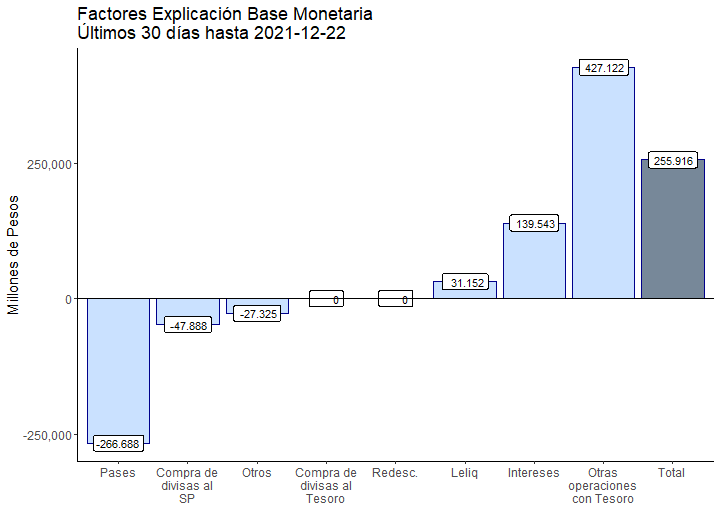 Factores Explicación Base Monetaria
Últimos 30 días hasta 2021-12-22
Millones de Pesos
250,000
0
-250,000
-266.688
-47.888
-27.325
0
0
31.152
139.543
427.122
255.916
Pases
Compra de
divisas al
SP
Otros
Compra de
divisas al
Tesoro
Redesc.
Leliq
Intereses
Otras
operaciones
con Tesoro
Total